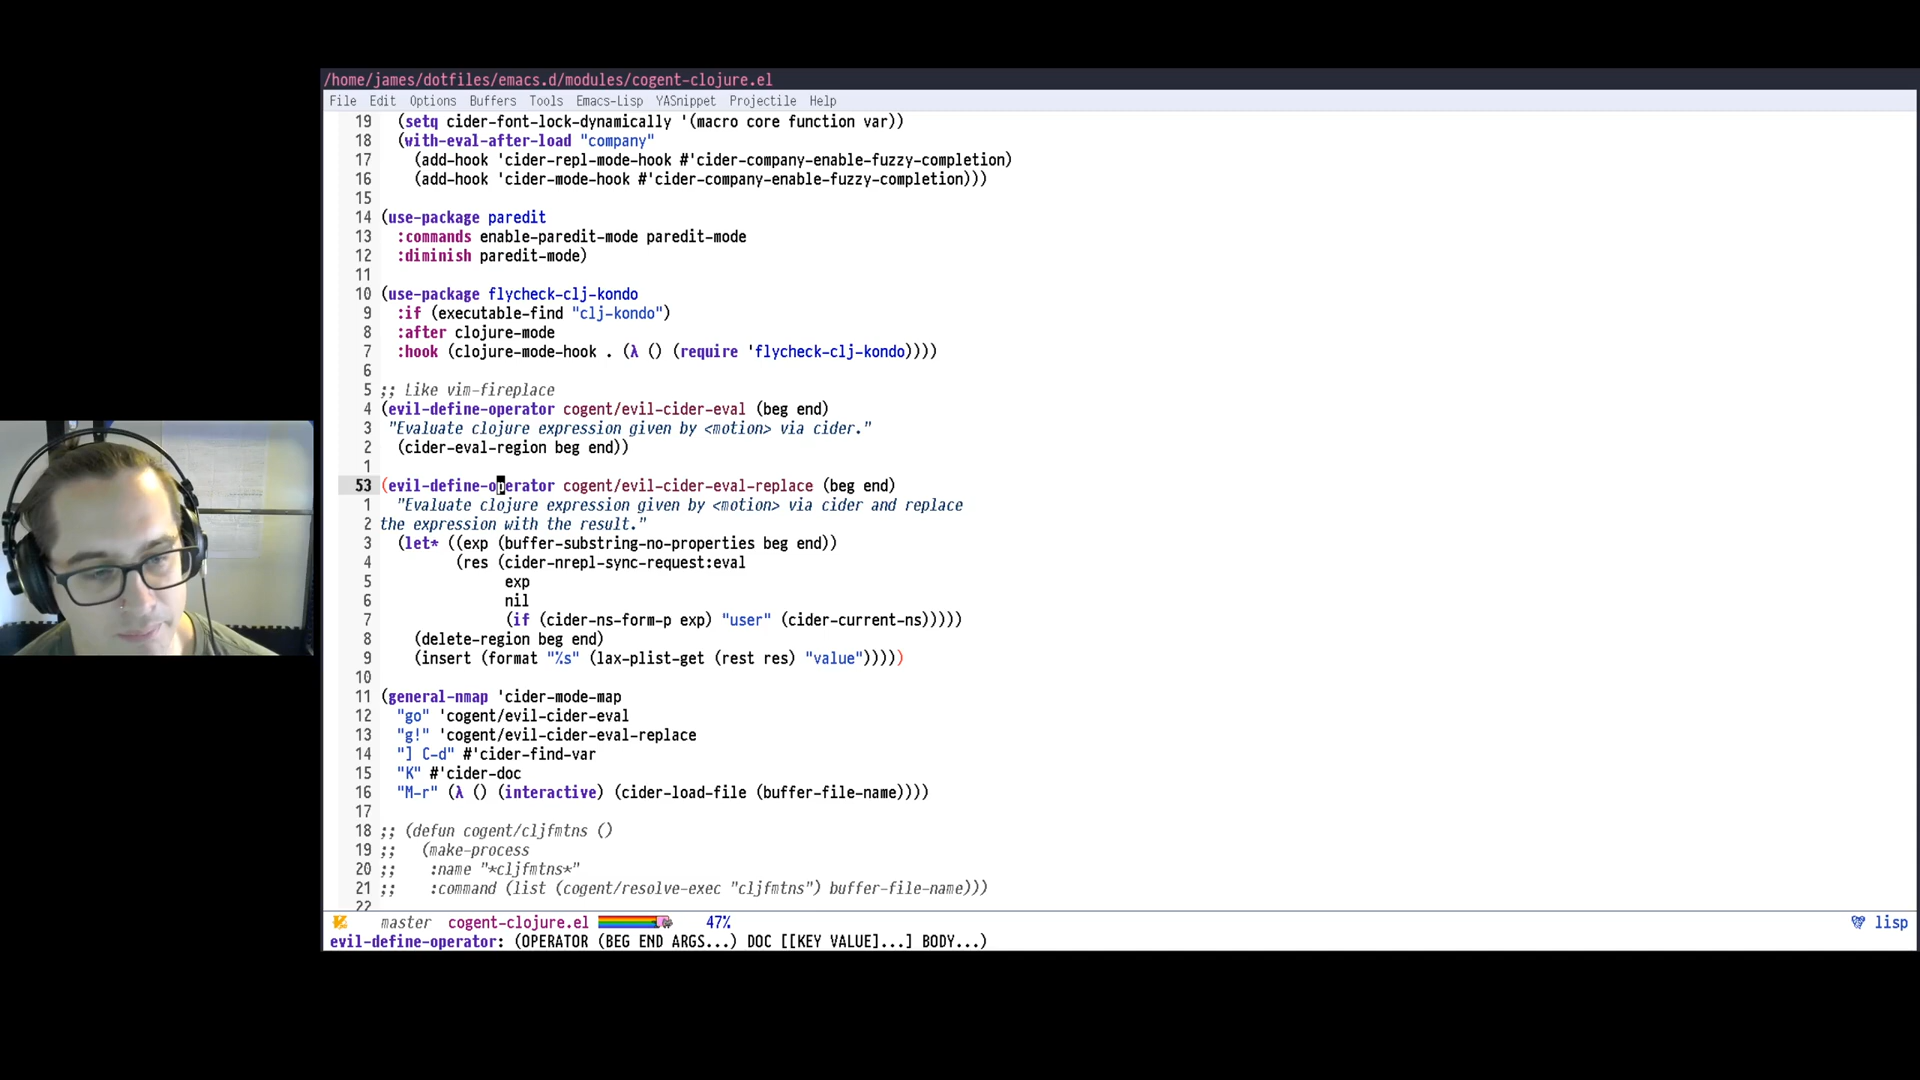 /home/james/dotfiles/emacs.d/modules/cogent-clojure.el
File Edit Options Buffers Tools Emacs-Lisp YASnippet Projectile Help
19 (setq cider-font-lock-dynamically '(macro core function var))
18 (with-eval-after-load "company"
17 (add-hook 'cider-repl-mode-hook #'cider-company-enable-fuzzy-completion)
16 (add-hook 'cider-mode-hook #'cider-company-enable-fuzzy-completion)))
15
14 (use-package paredit
13 :commands enable-paredit-mode paredit-mode
12 :diminish paredit-mode)
11
10 (use-package flycheck-clj-kondo
9 :if (executable-find "clj-kondo")
8 :after clojure-mode
7 :hook (clojure-mode-hook . (λ () (require 'flycheck-clj-kondo))))
6
5 ;; Like vim-fireplace
4 (evil-define-operator cogent/evil-cider-eval (beg end)
3 "Evaluate clojure expression given by <motion> via cider."
2 (cider-eval-region beg end))
1
53 (evil-define-operator cogent/evil-cider-eval-replace (beg end)
1 "Evaluate clojure expression given by <motion> via cider and replace
2 the expression with the result."
3 (let* ((exp (buffer-substring-no-properties beg end))
4 (res (cider-nrepl-sync-request:eval
5 exp
6 nil
7 (if (cider-ns-form-p exp) "user" (cider-current-ns)))))
8 (delete-region beg end)
9 (insert (format "%s" (lax-plist-get (rest res) "value")))))
10
11 (general-nmap 'cider-mode-map
12 "go" 'cogent/evil-cider-eval
13 "g!" 'cogent/evil-cider-eval-replace
14 "] C-d" #'cider-find-var
15 "K" #'cider-doc
16 "M-r" (λ () (interactive) (cider-load-file (buffer-file-name))))
17
18 ;; (defun cogent/cljfmtns ()
19 ;; (make-process
20 ;; :name "*cljfmtns*"
21 ;; :command (list (cogent/resolve-exec "cljfmtns") buffer-file-name)))
22
master cogent-clojure.el 47% lisp
evil-define-operator: (OPERATOR (BEG END ARGS...) DOC [[KEY VALUE]...] BODY...)